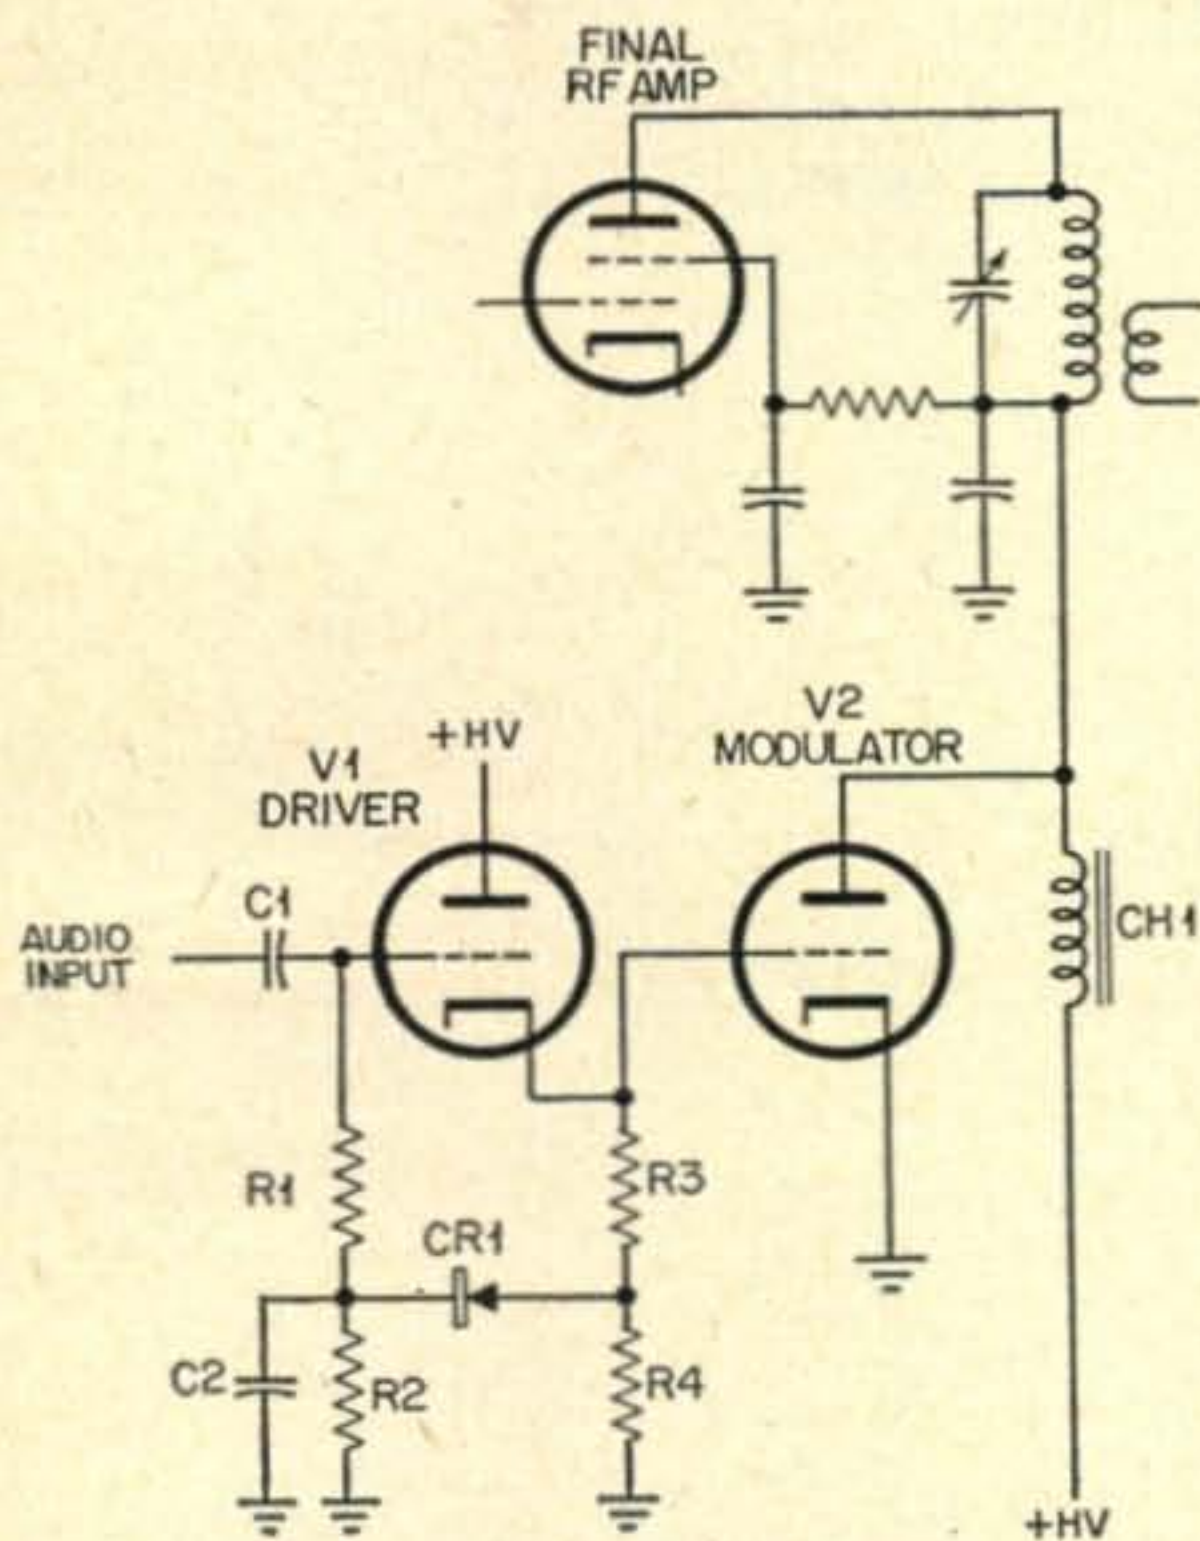 FINAL
RF AMP
V2
MODULATOR
+HV
V1
DRIVER
C1
CH1
AUDIO
INPUT
R1
R3
CR1
C2
R2
R4
+HV